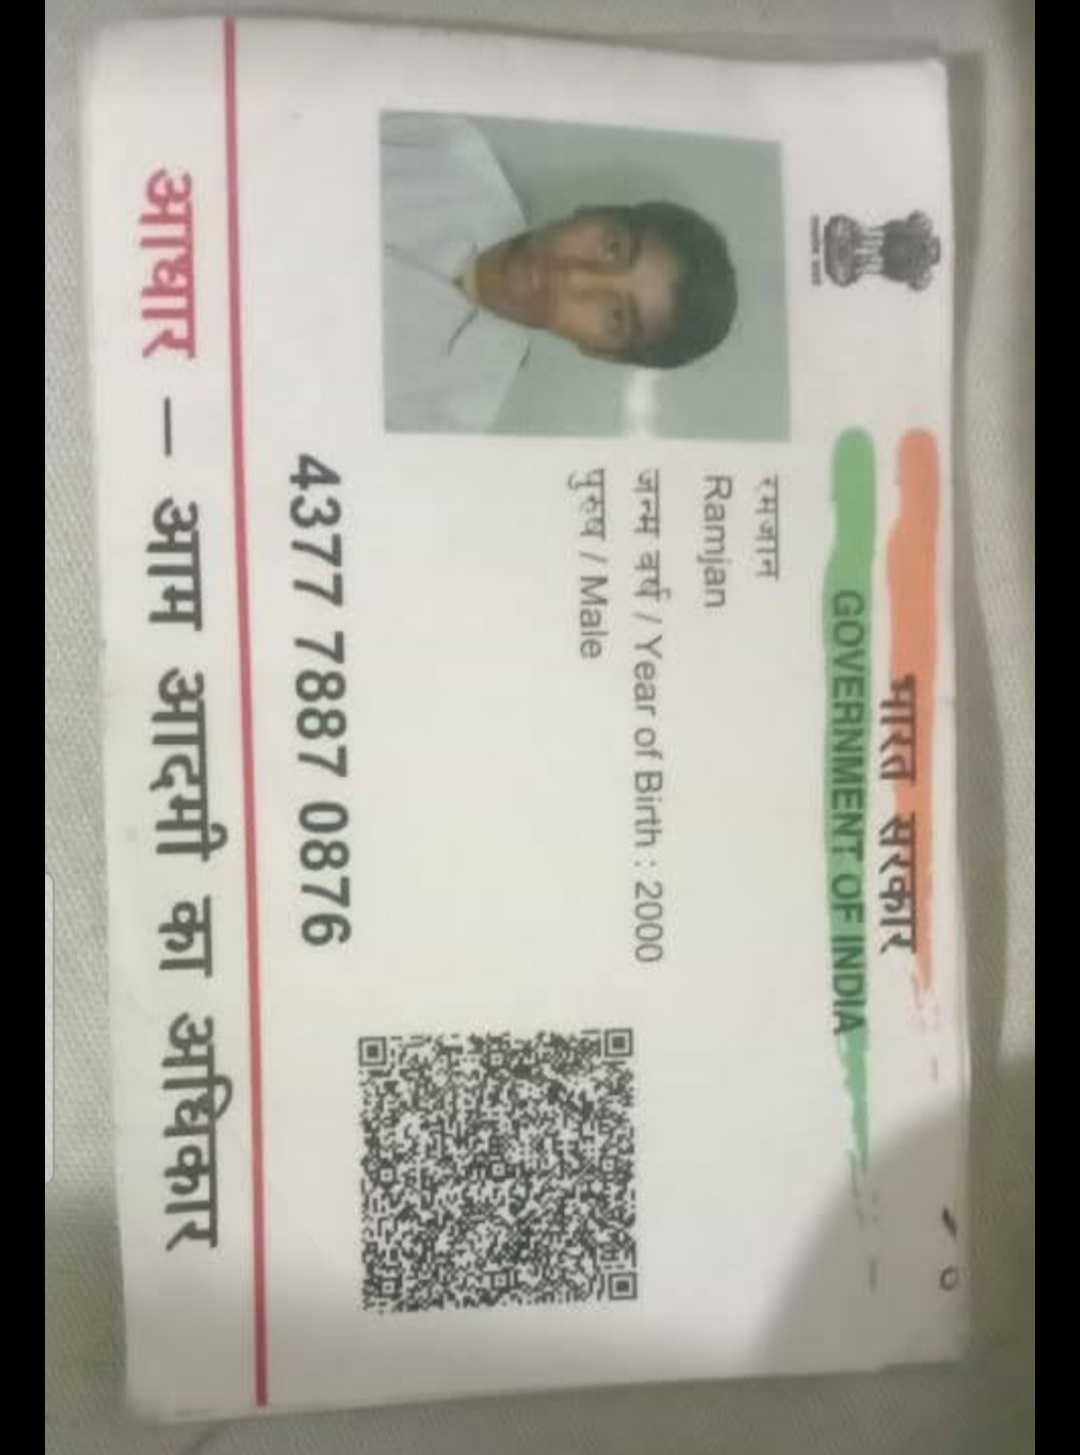 भारत सरकार
GOVERNMENT OF INDIA
रमजान
Ramjan
जन्म वर्ष / Year of Birth : 2000
पुरुष / Male
4377 7887 0876
आधार – आम आदमी का अधिकार